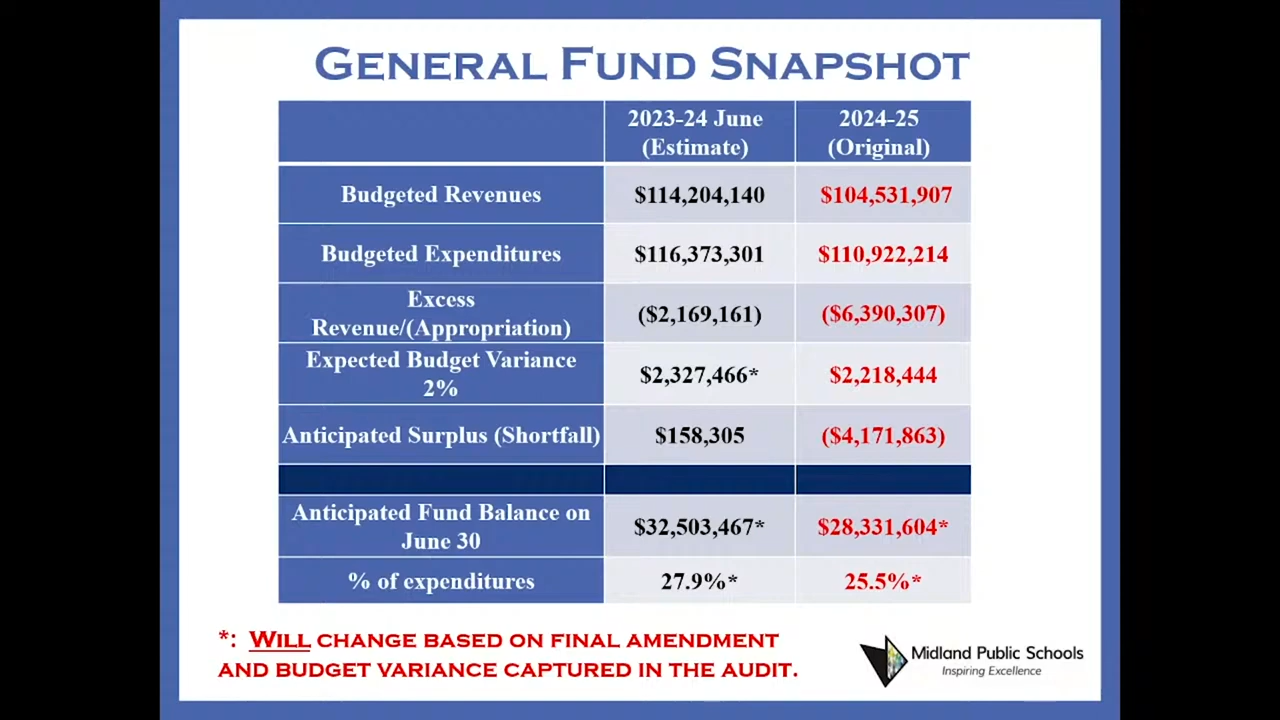 GENERAL FUND SNAPSHOT
2023-24 June (Estimate) 2024-25 (Original)
Budgeted Revenues $114,204,140 $104,531,907
Budgeted Expenditures $116,373,301 $110,922,214
Excess Revenue/(Appropriation) ($2,169,161) ($6,390,307)
Expected Budget Variance 2% $2,327,466* $2,218,444
Anticipated Surplus (Shortfall) $158,305 ($4,171,863)
Anticipated Fund Balance on June 30 $32,503,467* $28,331,604*
% of expenditures 27.9%* 25.5%*
*: WILL CHANGE BASED ON FINAL AMENDMENT
AND BUDGET VARIANCE CAPTURED IN THE AUDIT.
Midland Public Schools
Inspiring Excellence